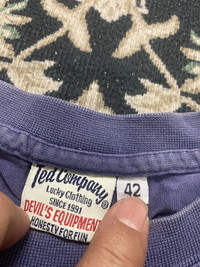 Ted Company
Lucky Clothing
SINCE 1991
DEVIL'S EQUIPMENT
HONESTY FOR FUN
42